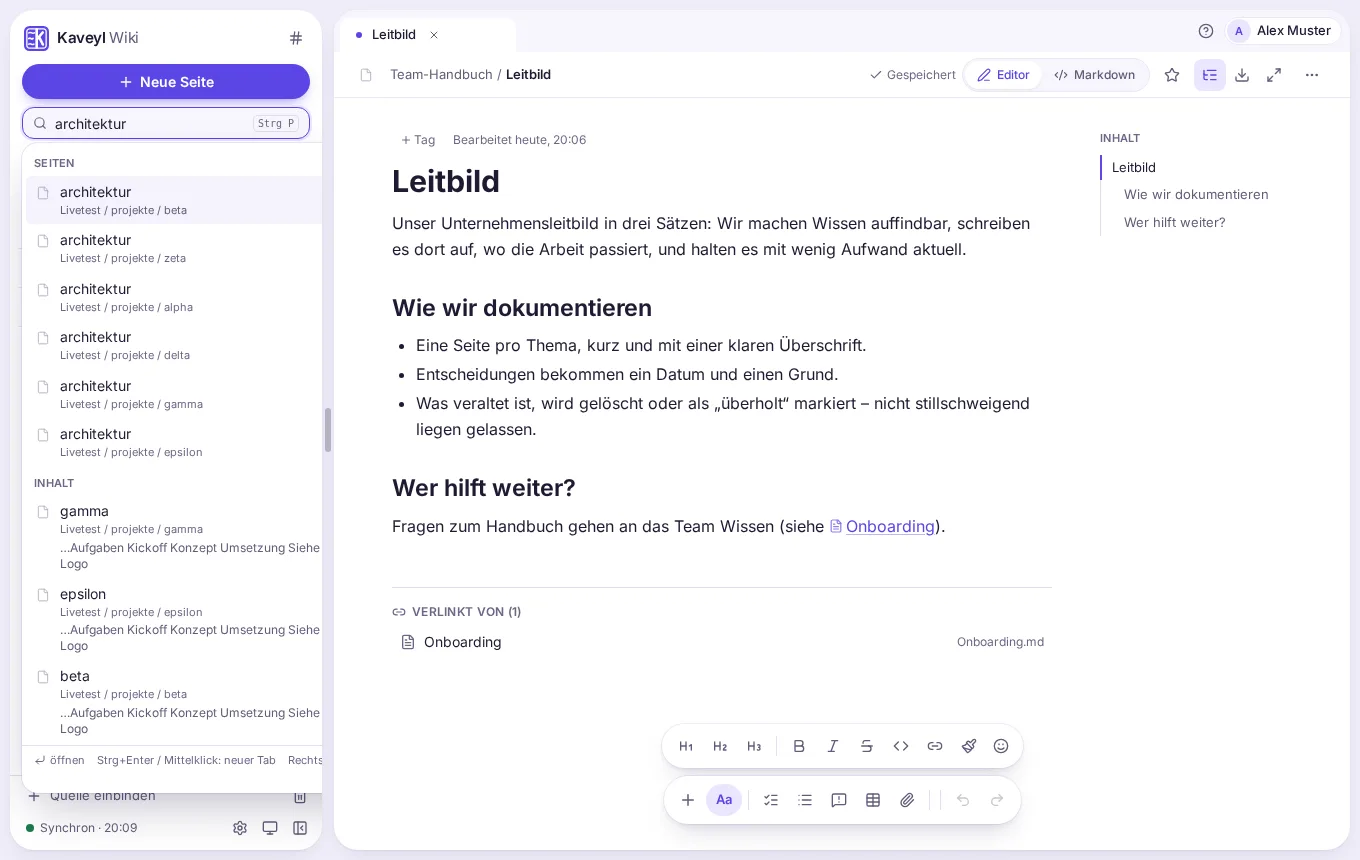 Kaveyl Wiki
Neue Seite
architektur
Strg P
SEITEN
architektur
Livetest / projekte / beta
architektur
Livetest / projekte / zeta
architektur
Livetest / projekte / alpha
architektur
Livetest / projekte / delta
architektur
Livetest / projekte / gamma
architektur
Livetest / projekte / epsilon
INHALT
gamma
Livetest / projekte / gamma
…Aufgaben Kickoff Konzept Umsetzung Siehe
Logo
epsilon
Livetest / projekte / epsilon
…Aufgaben Kickoff Konzept Umsetzung Siehe
Logo
beta
Livetest / projekte / beta
…Aufgaben Kickoff Konzept Umsetzung Siehe
Logo
öffnen Strg+Enter / Mittelklick: neuer Tab Rechts
Quelle einbinden
Synchron · 20:09
Leitbild
A Alex Muster
Team-Handbuch / Leitbild
Gespeichert
Editor
Markdown
+ Tag Bearbeitet heute, 20:06
Leitbild
Unser Unternehmensleitbild in drei Sätzen: Wir machen Wissen auffindbar, schreiben
es dort auf, wo die Arbeit passiert, und halten es mit wenig Aufwand aktuell.
Wie wir dokumentieren
• Eine Seite pro Thema, kurz und mit einer klaren Überschrift.
• Entscheidungen bekommen ein Datum und einen Grund.
• Was veraltet ist, wird gelöscht oder als „überholt“ markiert – nicht stillschweigend
liegen gelassen.
Wer hilft weiter?
Fragen zum Handbuch gehen an das Team Wissen (siehe Onboarding).
VERLINKT VON (1)
Onboarding
Onboarding.md
H1 H2 H3
Aa
INHALT
Leitbild
Wie wir dokumentieren
Wer hilft weiter?